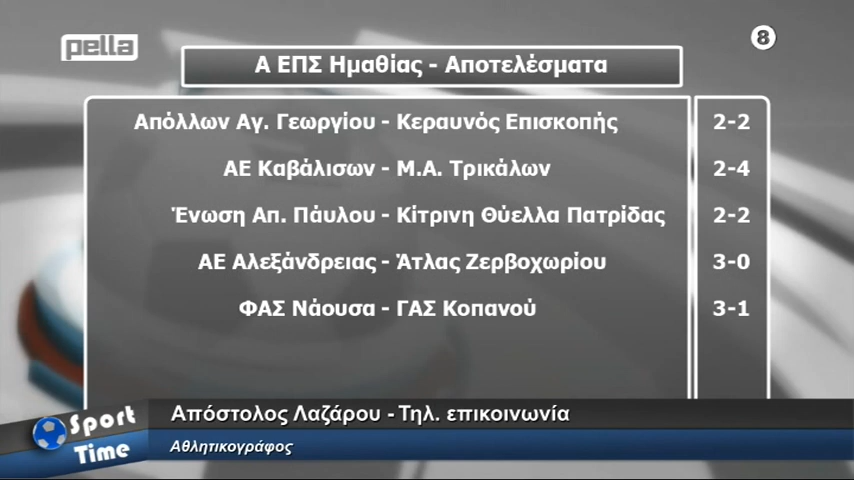 pella
8
Α ΕΠΣ Ημαθίας - Αποτελέσματα
Απόλλων Αγ. Γεωργίου - Κεραυνός Επισκοπής 2-2
ΑΕ Καβάλισων - Μ.Α. Τρικάλων 2-4
Ένωση Απ. Πάυλου - Κίτρινη Θύελλα Πατρίδας 2-2
ΑΕ Αλεξάνδρειας - Άτλας Ζερβοχωρίου 3-0
ΦΑΣ Νάουσα - ΓΑΣ Κοπανού 3-1
Sport Time
Απόστολος Λαζάρου - Τηλ. επικοινωνία
Αθλητικογράφος